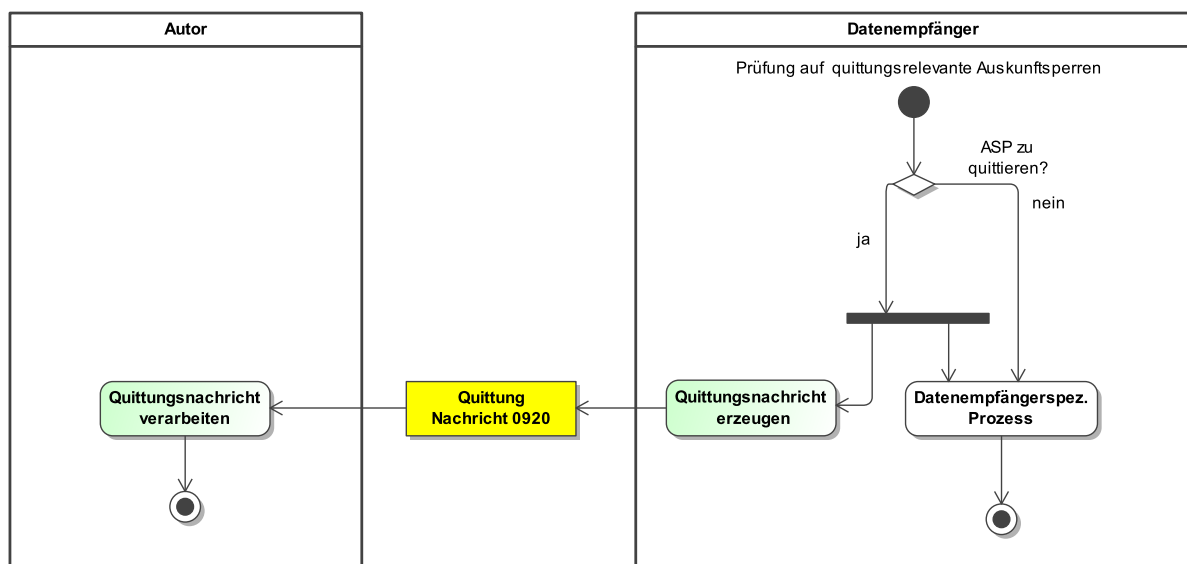 Autor
Datenempfänger
Prüfung auf quittungsrelevante Auskunftsperren
ASP zu
quittieren?
nein
ja
Quittungsnachricht
verarbeiten
Quittung
Nachricht 0920
Quittungsnachricht
erzeugen
Datenempfängerspez.
Prozess